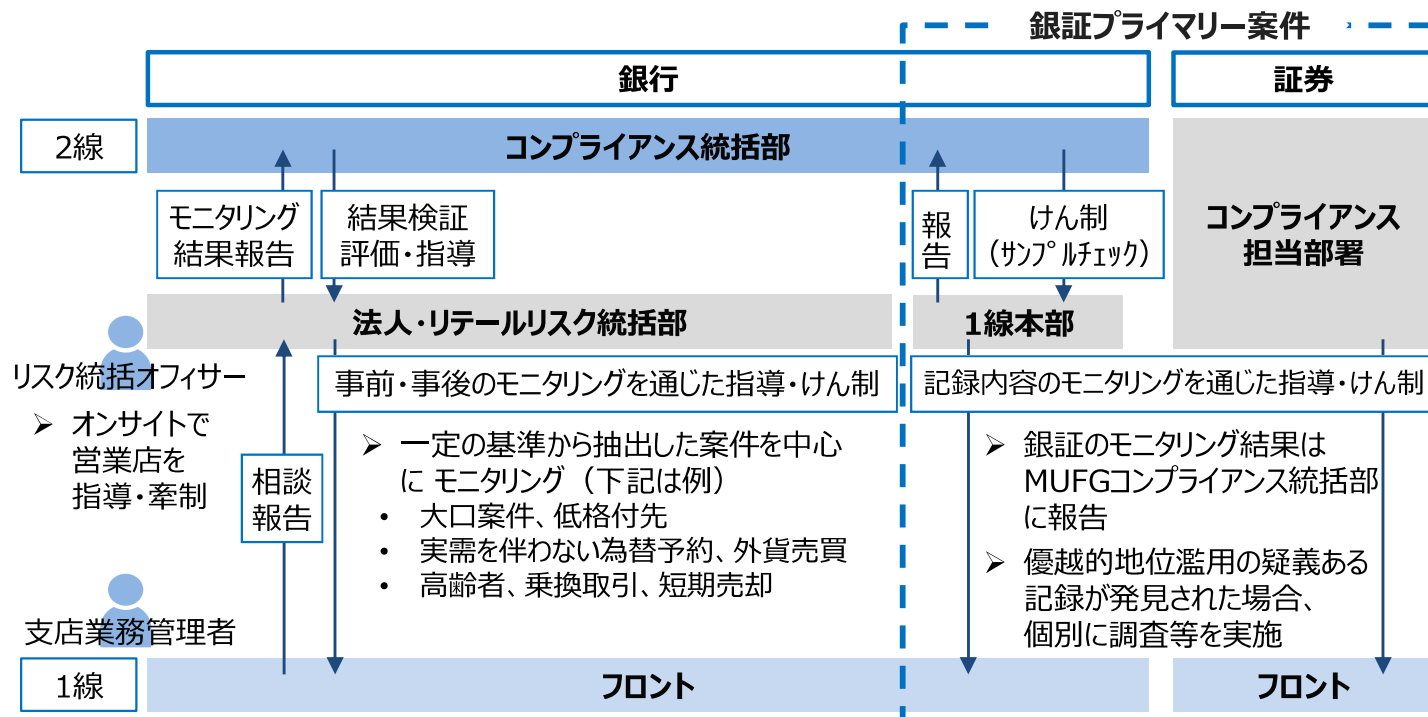 銀証プライマリー案件
銀行
証券
2線
コンプライアンス統括部
モニタリング
結果報告
結果検証
評価・指導
報
告
けん制
(サンプルチェック)
コンプライアンス
担当部署
法人・リテールリスク統括部
1線本部
リスク統括オフィサー
➢ オンサイトで
営業店を
指導・牽制
相談
報告
事前・事後のモニタリングを通じた指導・けん制
➢ 一定の基準から抽出した案件を中心
に モニタリング（下記は例）
• 大口案件、低格付先
• 実需を伴わない為替予約、外貨売買
• 高齢者、乗換取引、短期売却
記録内容のモニタリングを通じた指導・けん制
➢ 銀証のモニタリング結果は
MUFGコンプライアンス統括部
に報告
➢ 優越的地位濫用の疑義ある
記録が発見された場合、
個別に調査等を実施
支店業務管理者
1線
フロント
フロント